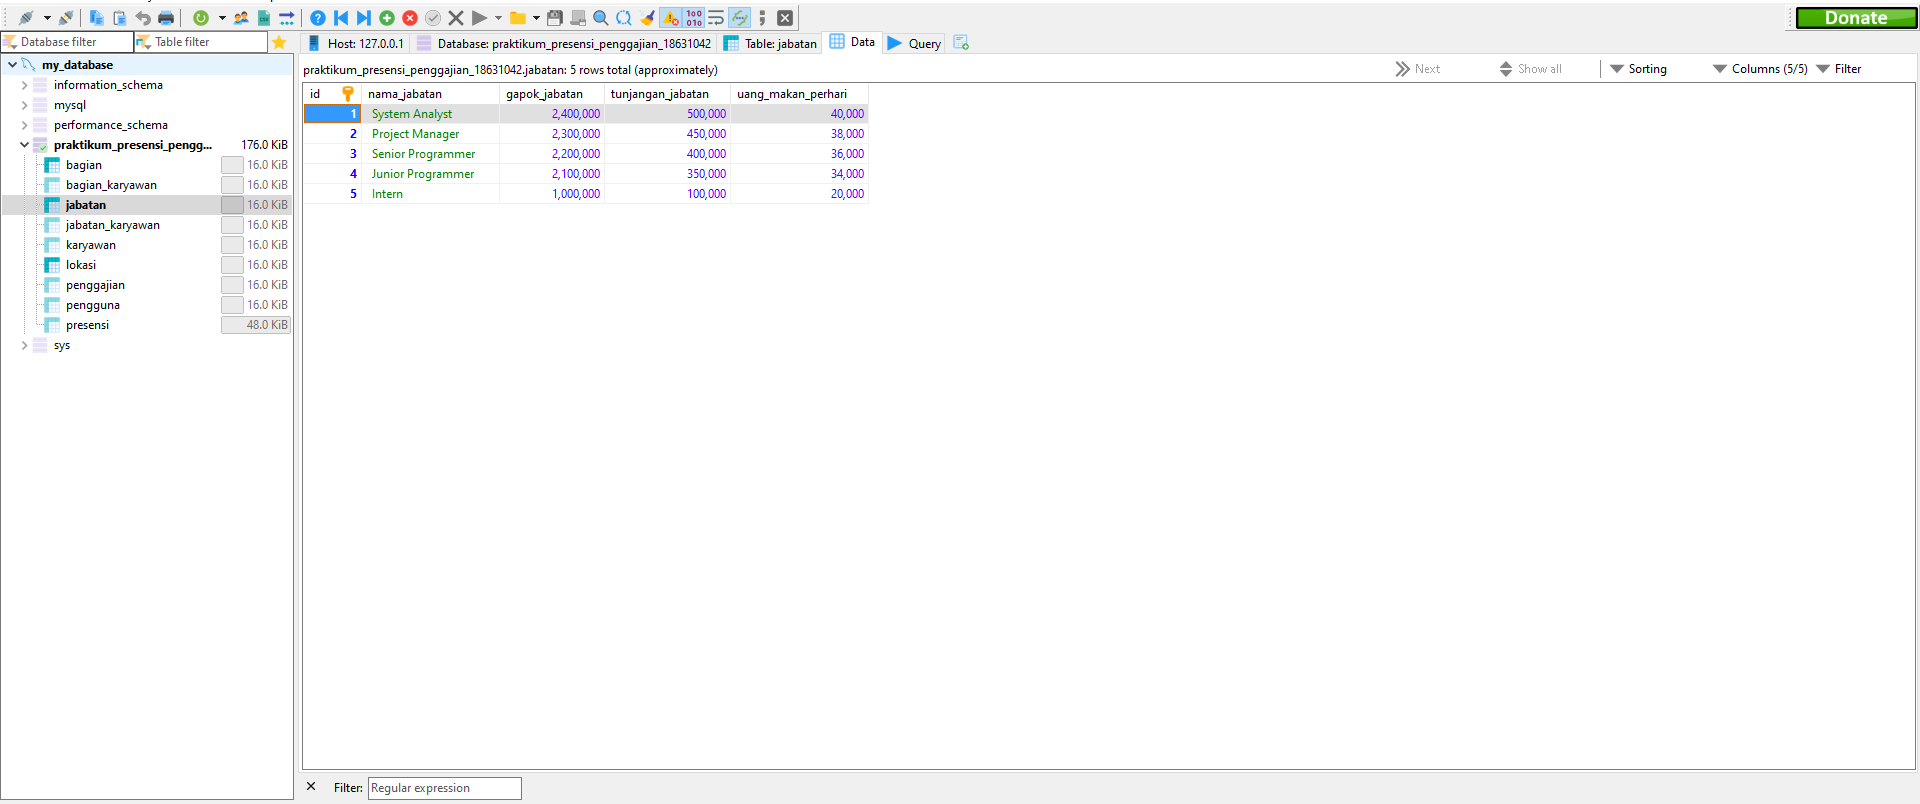 Donate
Database filter
Table filter
Host: 127.0.0.1
Database: praktikum_presensi_penggajian_18631042
Table: jabatan
Data
Query
my_database
information_schema
mysql
performance_schema
praktikum_presensi_pengg... 176.0 KiB
bagian 16.0 KiB
bagian_karyawan 16.0 KiB
jabatan 16.0 KiB
jabatan_karyawan 16.0 KiB
karyawan 16.0 KiB
lokasi 16.0 KiB
penggajian 16.0 KiB
pengguna 16.0 KiB
presensi 48.0 KiB
sys
praktikum_presensi_penggajian_18631042.jabatan: 5 rows total (approximately)
Next
Show all
Sorting
Columns (5/5)
Filter
id nama_jabatan gapok_jabatan tunjangan_jabatan uang_makan_perhari
1 System Analyst 2,400,000 500,000 40,000
2 Project Manager 2,300,000 450,000 38,000
3 Senior Programmer 2,200,000 400,000 36,000
4 Junior Programmer 2,100,000 350,000 34,000
5 Intern 1,000,000 100,000 20,000
Filter: Regular expression